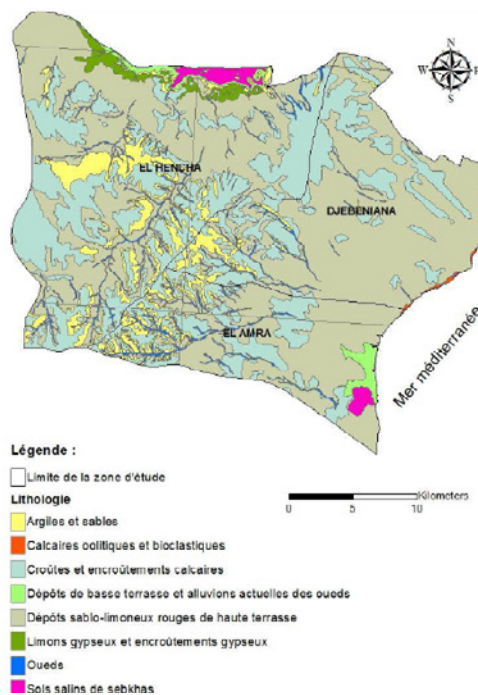 N
W E
S
EL HENCHA
DJEBENIANA
EL AMRA
Mer méditerranée
Légende :
Limite de la zone d'étude
Lithologie
Argiles et sables
Calcaires oolitiques et bioclastiques
Croûtes et encroûtements calcaires
Dépôts de basse terrasse et alluvions actuelles des oueds
Dépôts sablo-limoneux rouges de haute terrasse
Limons gypseux et encroûtements gypseux
Oueds
Sols salins de sebkhas
Kilometers
0 5 10